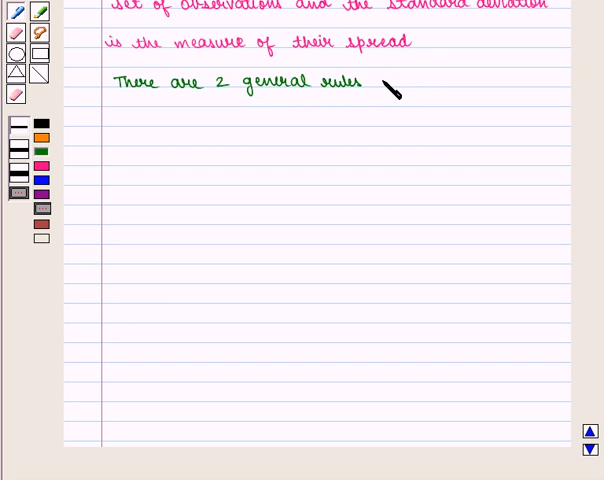 set of observations and the standard deviation
is the measure of their spread
There are 2 general rules